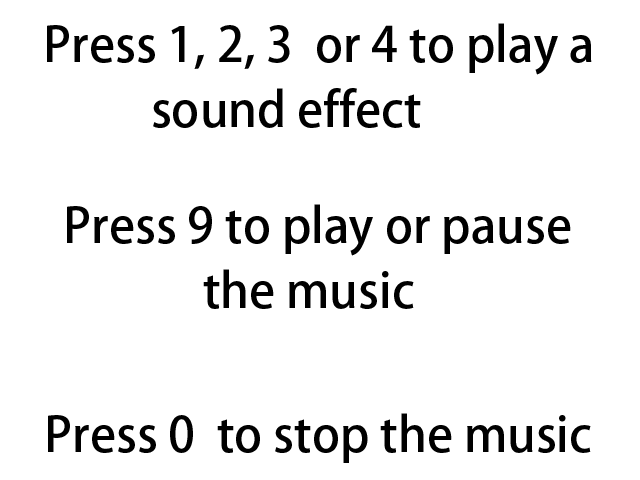 Press 1, 2, 3  or 4 to play a
sound effect
Press 9 to play or pause
the music
Press 0  to stop the music